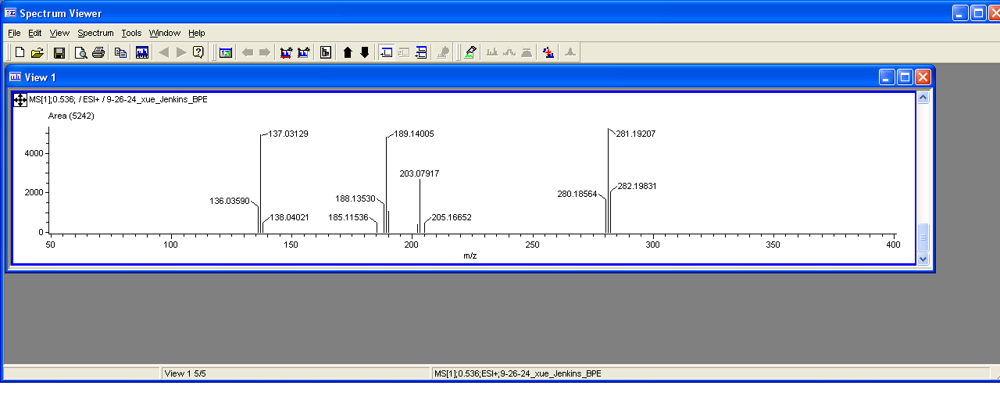 Spectrum Viewer
File Edit View Spectrum Tools Window Help
View 1
MS[1];0.536; / ESI+ / 9-26-24_xue_Jenkins_BPE
Area (5242)
137.03129
189.14005
281.19207
4000
203.07917
282.19831
2000
280.18564
188.13530
136.03590
138.04021
185.11536
205.16652
0
50 100 150 200 250 300 350 400
m/z
View 1 5/5
MS[1];0.536;ESI+;9-26-24_xue_Jenkins_BPE